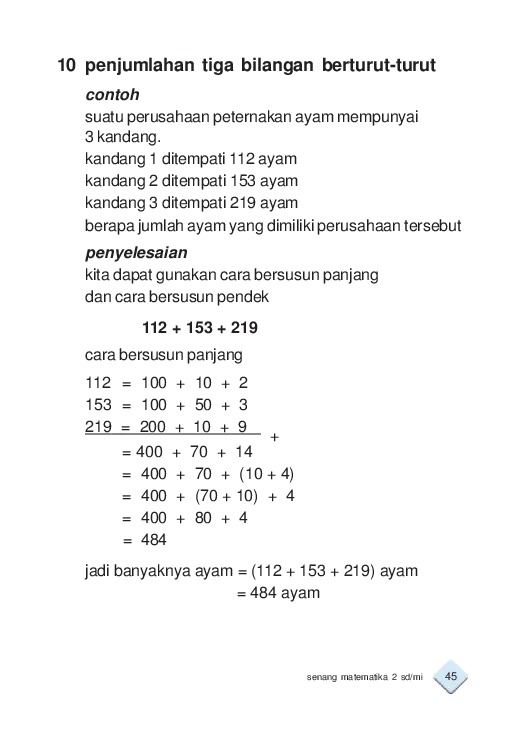 10 penjumlahan tiga bilangan berturut-turut
contoh
suatu perusahaan peternakan ayam mempunyai
3 kandang.
kandang 1 ditempati 112 ayam
kandang 2 ditempati 153 ayam
kandang 3 ditempati 219 ayam
berapa jumlah ayam yang dimiliki perusahaan tersebut
penyelesaian
kita dapat gunakan cara bersusun panjang
dan cara bersusun pendek
112 + 153 + 219
cara bersusun panjang
112 = 100 + 10 + 2
153 = 100 + 50 + 3
219 = 200 + 10 + 9 +
= 400 + 70 + 14
= 400 + 70 + (10 + 4)
= 400 + (70 + 10) + 4
= 400 + 80 + 4
= 484
jadi banyaknya ayam = (112 + 153 + 219) ayam
= 484 ayam
senang matematika 2 sd/mi 45